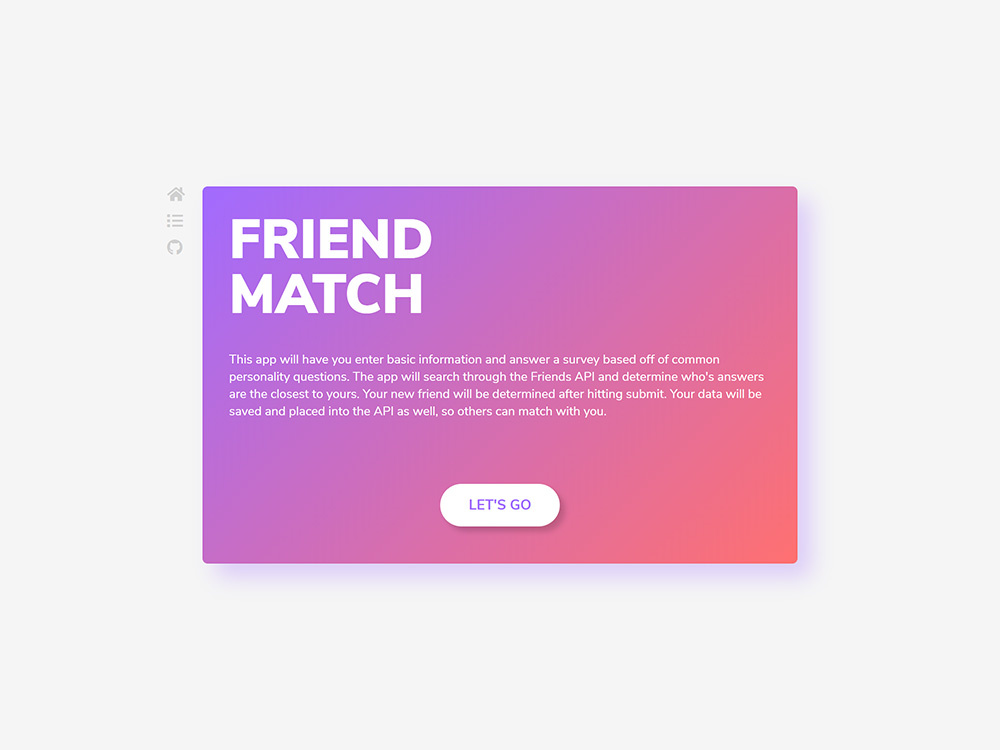 FRIEND
MATCH
This app will have you enter basic information and answer a survey based off of common
personality questions. The app will search through the Friends API and determine who's answers
are the closest to yours. Your new friend will be determined after hitting submit. Your data will be
saved and placed into the API as well, so others can match with you.
LET'S GO